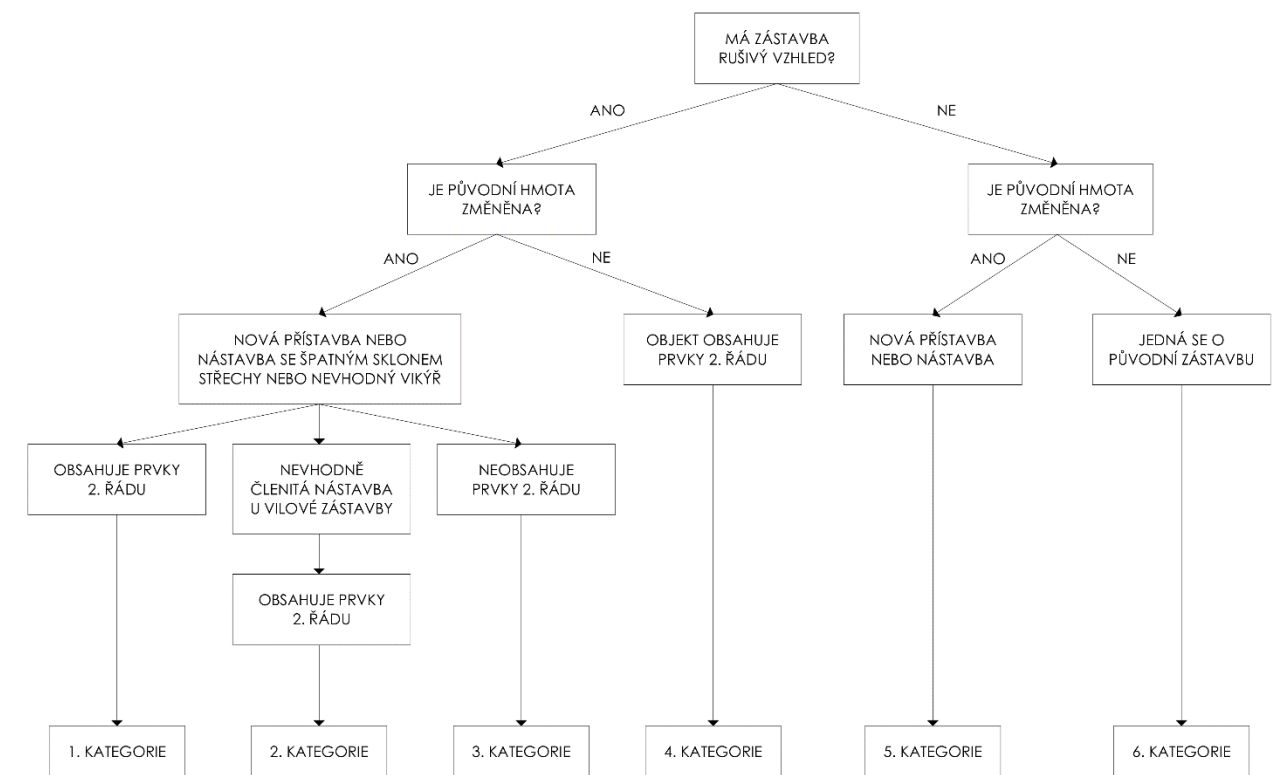 MÁ ZÁSTAVBA
RUŠIVÝ VZHLED?
ANO
NE
JE PŮVODNÍ HMOTA
ZMĚNĚNA?
JE PŮVODNÍ HMOTA
ZMĚNĚNA?
ANO
NE
ANO
NE
NOVÁ PŘÍSTAVBA NEBO
NÁSTAVBA SE ŠPATNÝM SKLONEM
STŘECHY NEBO NEVHODNÝ VIKÝŘ
OBJEKT OBSAHUJE
PRVKY 2. ŘÁDU
NOVÁ PŘÍSTAVBA
NEBO NÁSTAVBA
JEDNÁ SE O
PŮVODNÍ ZÁSTAVBU
OBSAHUJE PRVKY
2. ŘÁDU
NEVHODNĚ
ČLENITÁ NÁSTAVBA
U VILOVÉ ZÁSTAVBY
NEOBSAHUJE
PRVKY 2. ŘÁDU
OBSAHUJE PRVKY
2. ŘÁDU
1. KATEGORIE
2. KATEGORIE
3. KATEGORIE
4. KATEGORIE
5. KATEGORIE
6. KATEGORIE